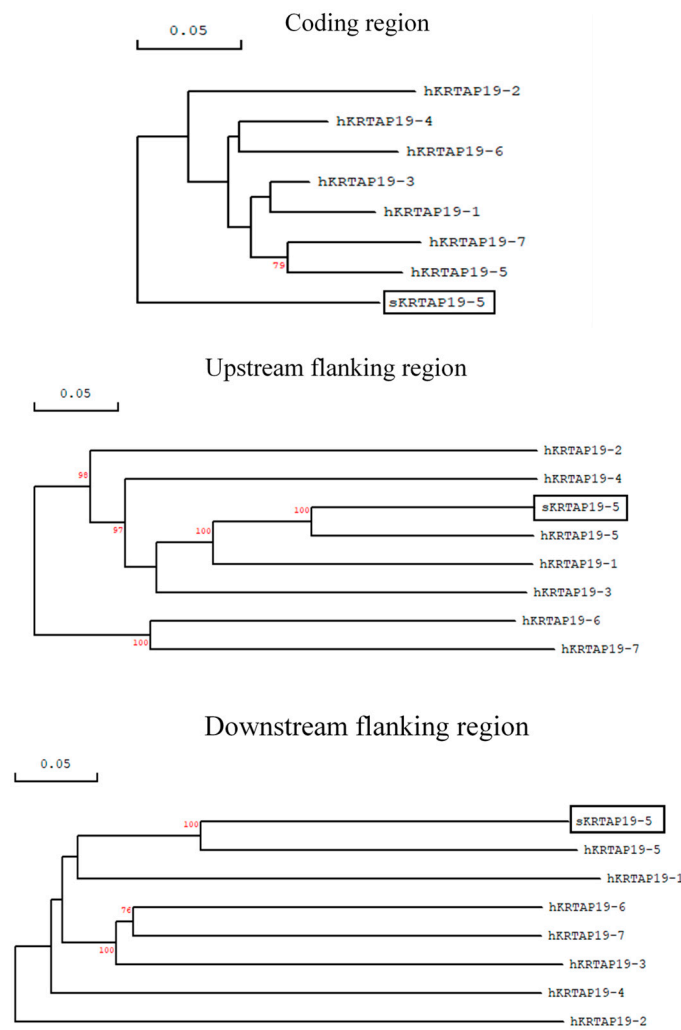 Coding region
0.05
hKRTAP19-2
hKRTAP19-4
hKRTAP19-6
hKRTAP19-3
hKRTAP19-1
hKRTAP19-7
79
hKRTAP19-5
sKRTAP19-5
Upstream flanking region
0.05
hKRTAP19-2
98
hKRTAP19-4
sKRTAP19-5
100
97
100
hKRTAP19-5
hKRTAP19-1
hKRTAP19-3
hKRTAP19-6
100
hKRTAP19-7
Downstream flanking region
0.05
sKRTAP19-5
100
hKRTAP19-5
hKRTAP19-1
hKRTAP19-6
76
hKRTAP19-7
100
hKRTAP19-3
hKRTAP19-4
hKRTAP19-2